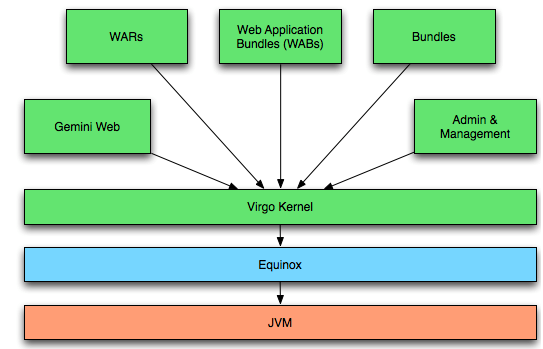 WARs
Web Application
Bundles (WABs)
Bundles
Gemini Web
Admin &
Management
Virgo Kernel
Equinox
JVM